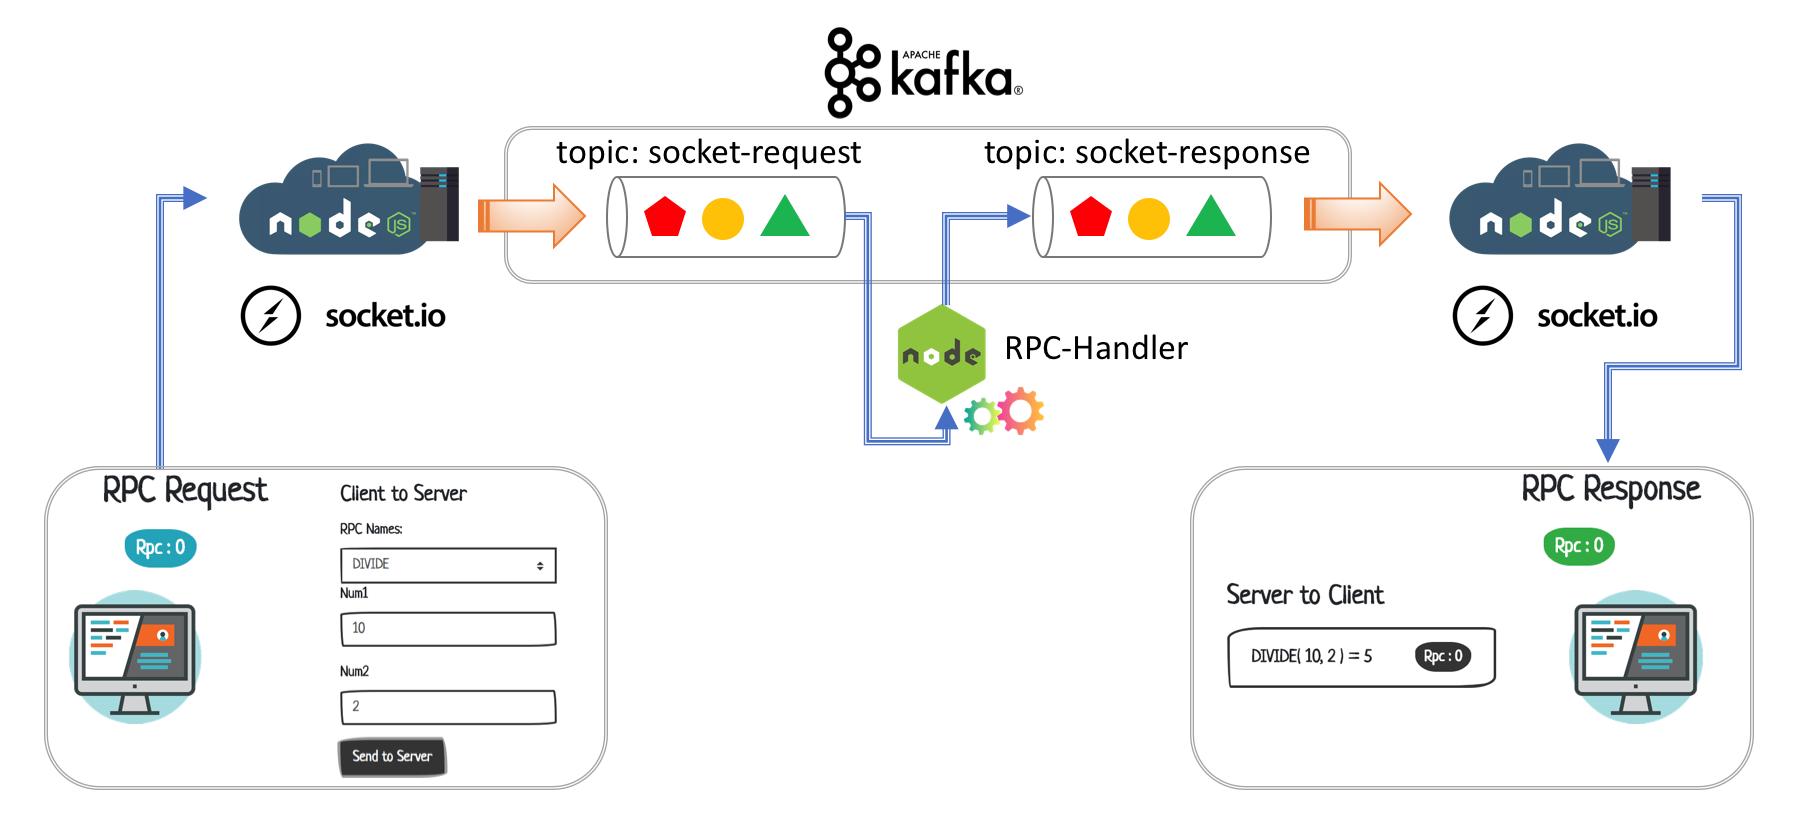 APACHE
kafka®
topic: socket-request
topic: socket-response
node JS™
node JS™
socket.io
socket.io
node
RPC-Handler
RPC Request
Rpc : 0
Client to Server
RPC Names:
DIVIDE
Num1
10
Num2
2
Send to Server
RPC Response
Rpc : 0
Server to Client
DIVIDE( 10, 2 ) = 5
Rpc : 0